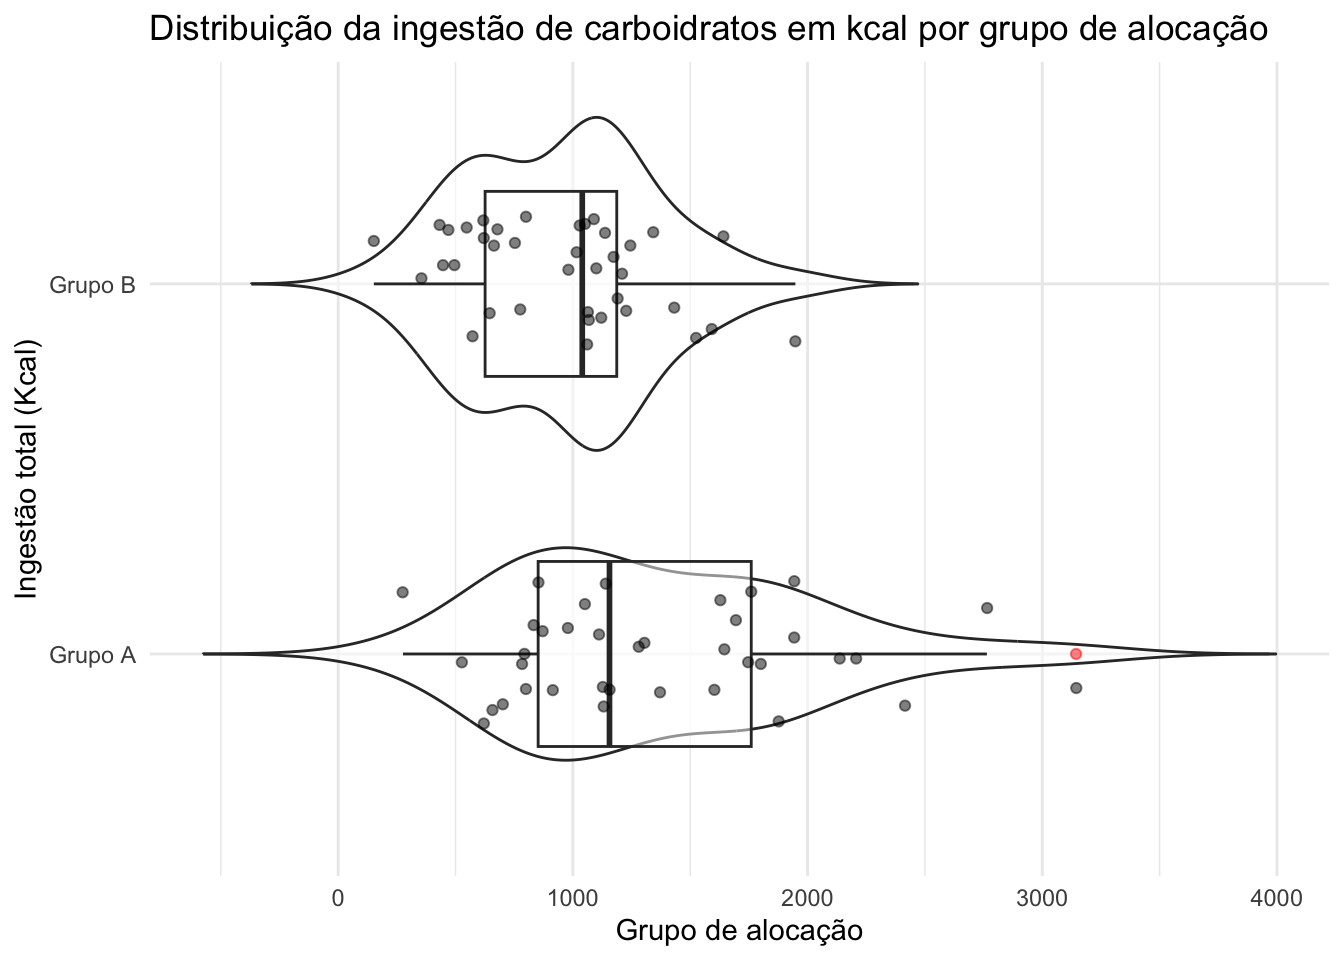 Distribuição da ingestão de carboidratos em kcal por grupo de alocação
Ingestão total (Kcal)
Grupo B
Grupo A
0 1000 2000 3000 4000
Grupo de alocação